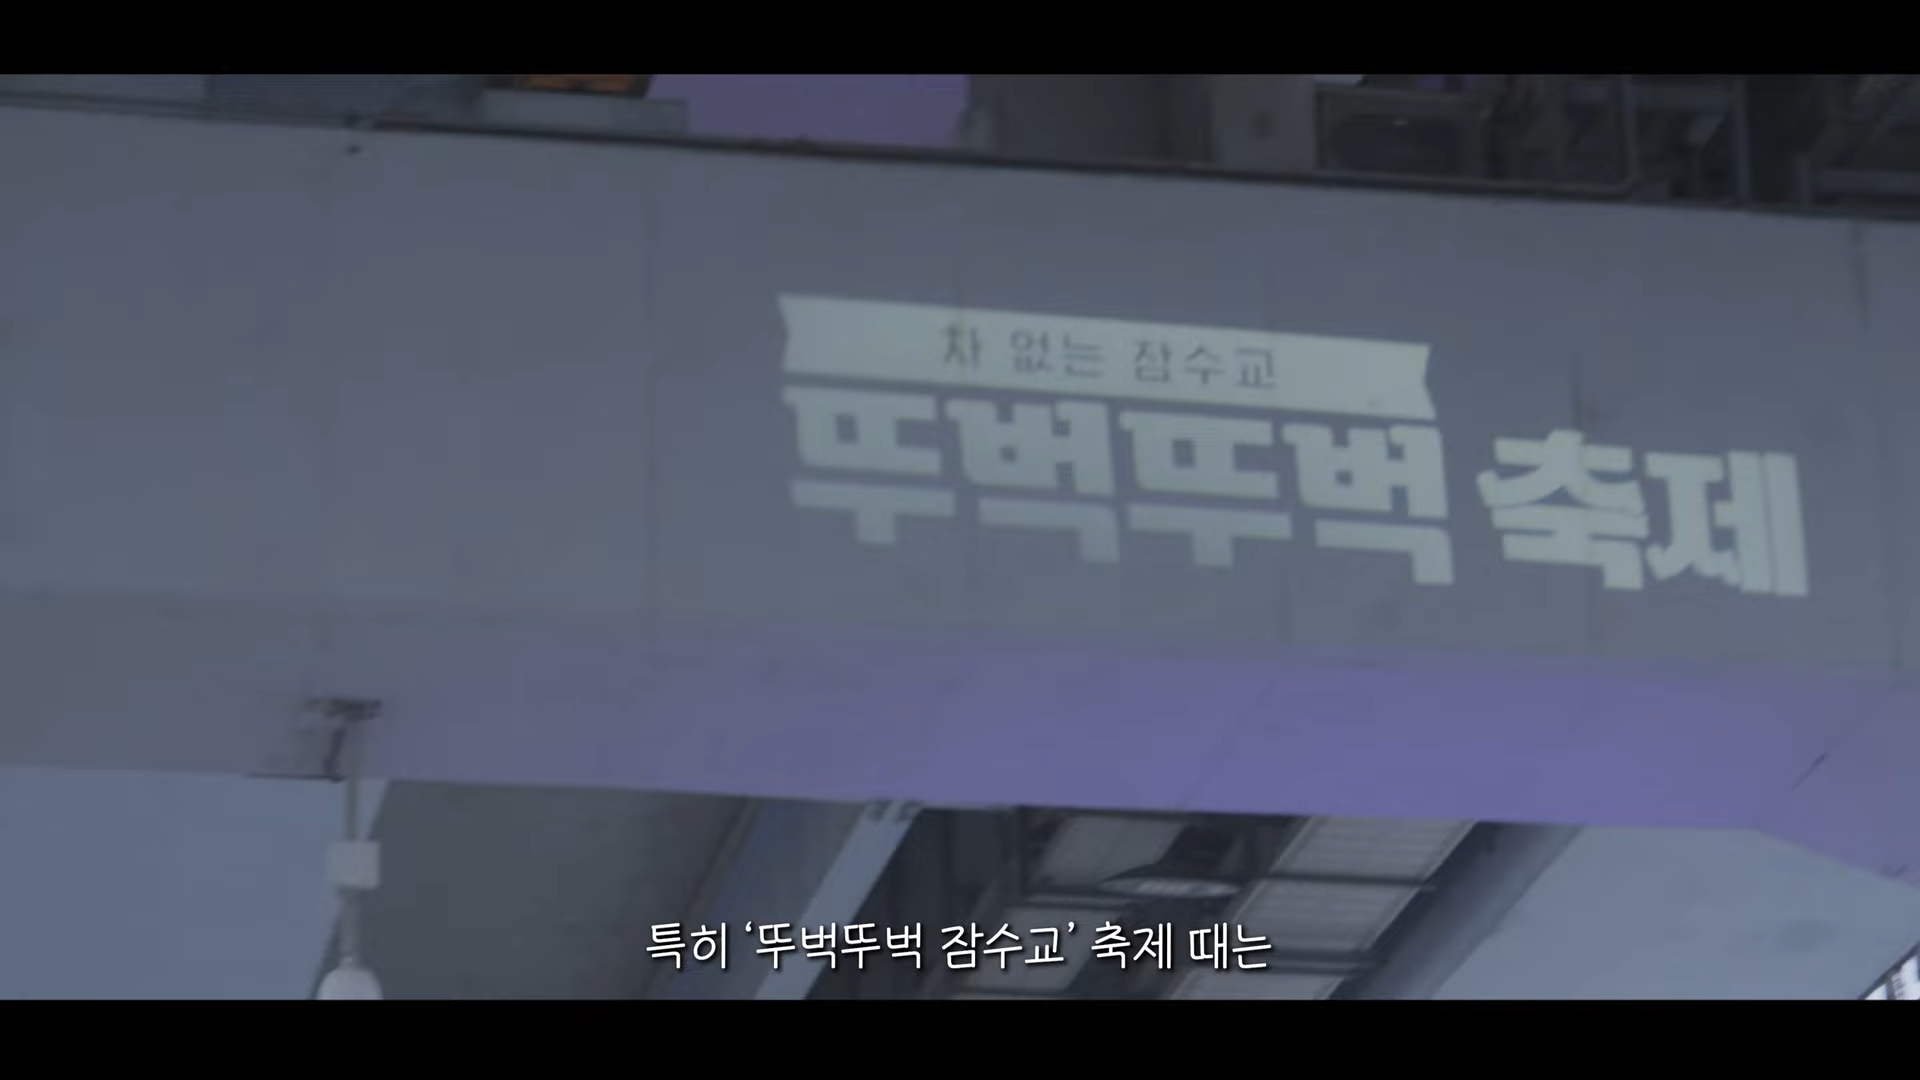 차 없는 잠수교
뚜벅뚜벅 축제
특히 ‘뚜벅뚜벅 잠수교’ 축제 때는